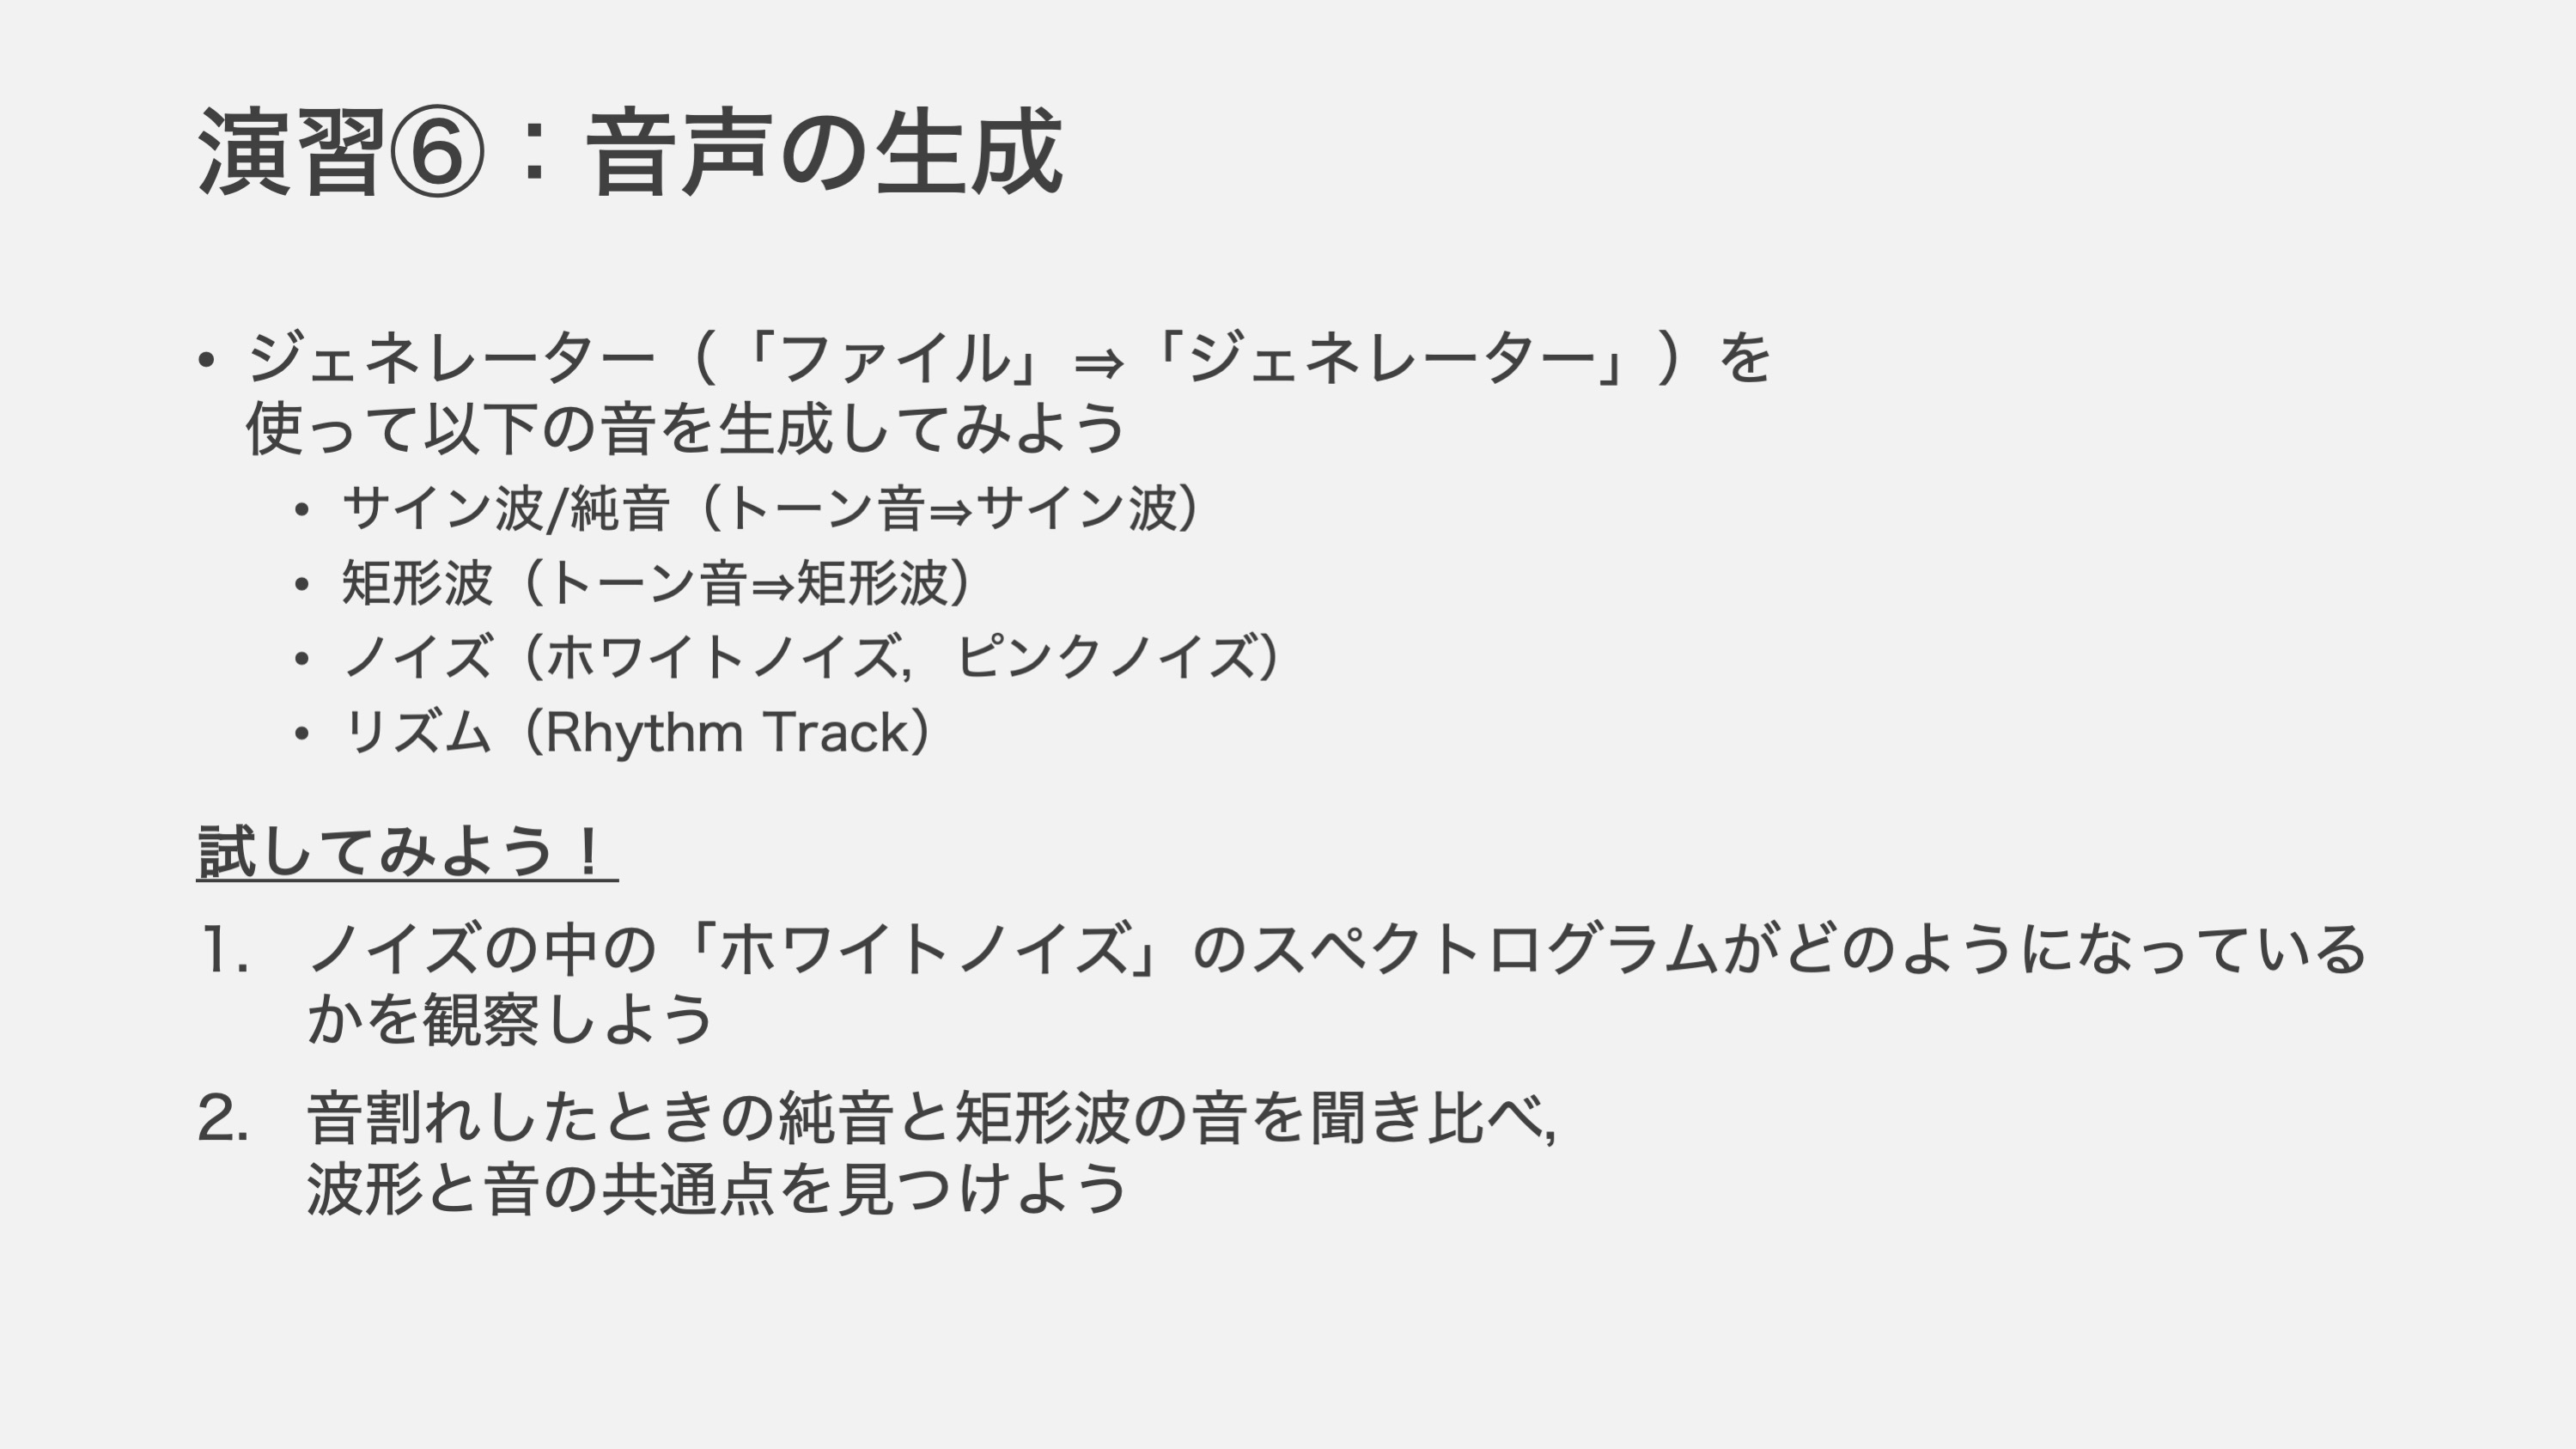 演習⑥：音声の生成
• ジェネレーター（「ファイル」⇒「ジェネレーター」）を
使って以下の音を生成してみよう
• サイン波/純音（トーン音⇒サイン波）
• 矩形波（トーン音⇒矩形波）
• ノイズ（ホワイトノイズ，ピンクノイズ）
• リズム（Rhythm Track）
試してみよう！
1. ノイズの中の「ホワイトノイズ」のスペクトログラムがどのようになっている
かを観察しよう
2. 音割れしたときの純音と矩形波の音を聞き比べ，
波形と音の共通点を見つけよう